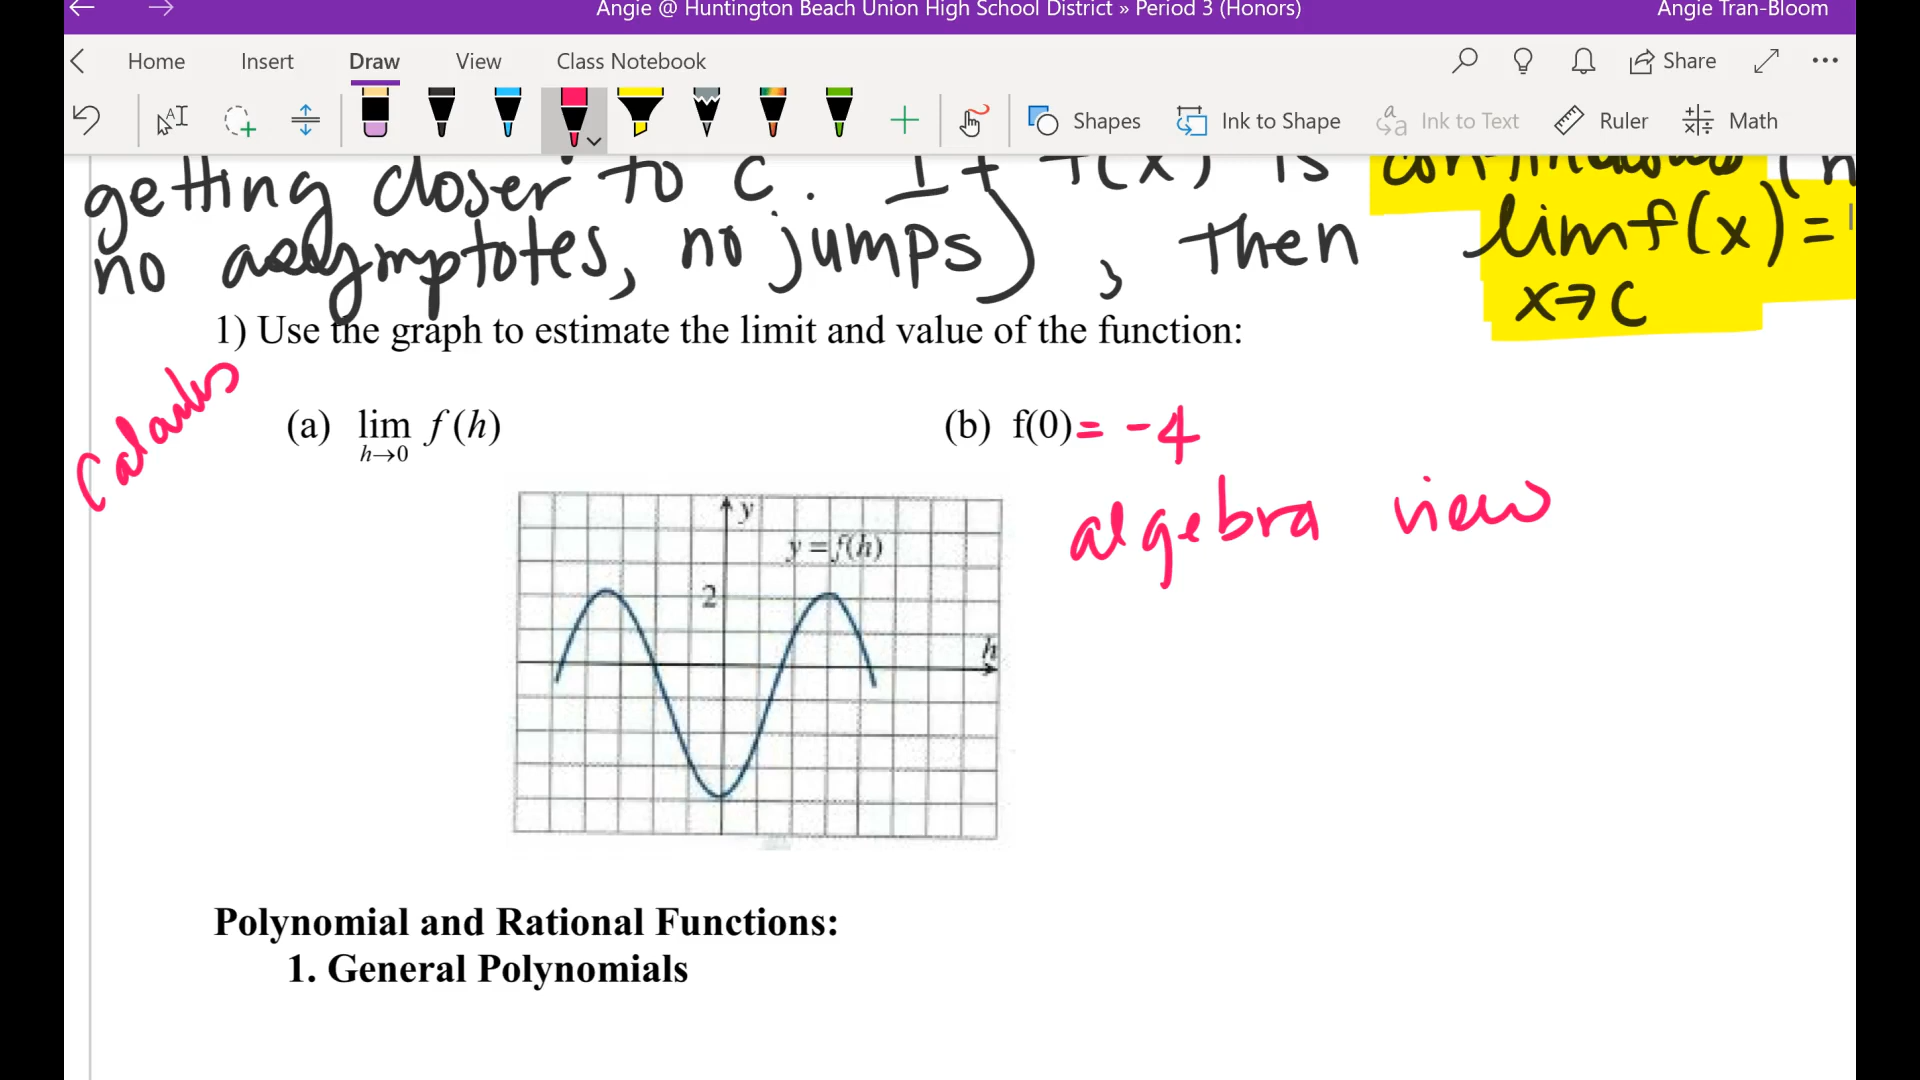 Angie @ Huntington Beach Union High School District » Period 3 (Honors)
Angie Tran-Bloom
Home Insert Draw View Class Notebook Share
Shapes Ink to Shape Ink to Text Ruler Math
getting closer to c. If f(x) is continuous (n
no asymptotes, no jumps), then lim f(x) =
x→c
1) Use the graph to estimate the limit and value of the function:
Calculus
(a) lim f(h)
h→0
(b) f(0) = -4
algebra view
y
y = f(h)
2
h
Polynomial and Rational Functions:
1. General Polynomials